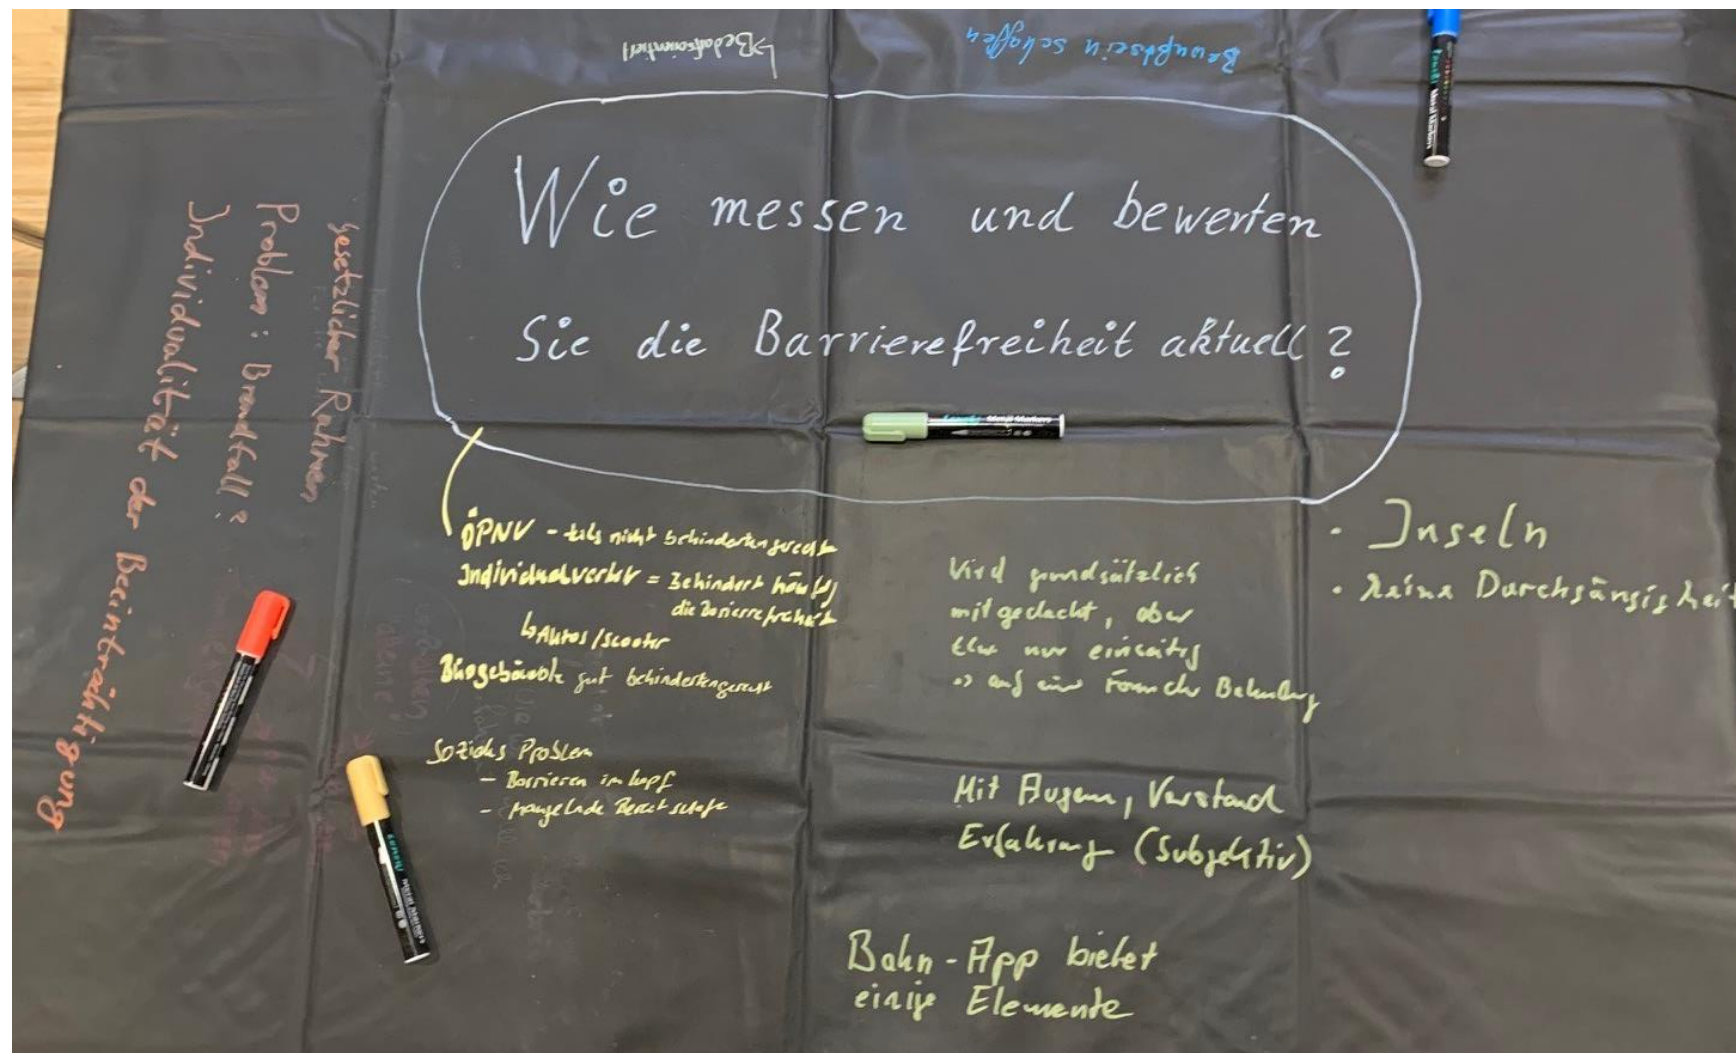 → Bedarfsorientiert
Bewußtsein schaffen
Wie messen und bewerten
Sie die Barrierefreiheit aktuell?
gesetzlicher Rahmen
Problem: Brandfall?
Individualität der Beeinträchtigung
ÖPNV - teils nicht behindertengerecht
Individualverkehr = Behindert häufig
die Barierrefreiheit
↳ Autos/Scooter
Bürogebäude gut behindertengerecht
Soziales Problem
- Barrieren im Kopf
- mangelnde Bereitschaft
Wird grundsätzlich
mitgedacht, aber
eher nur einseitig
=> auf eine Form der Behinderung
Mit Augen, Verstand
Erfahrung (Subjektiv)
Bahn-App bietet
einige Elemente
• Inseln
• keine Durchgängigkeit